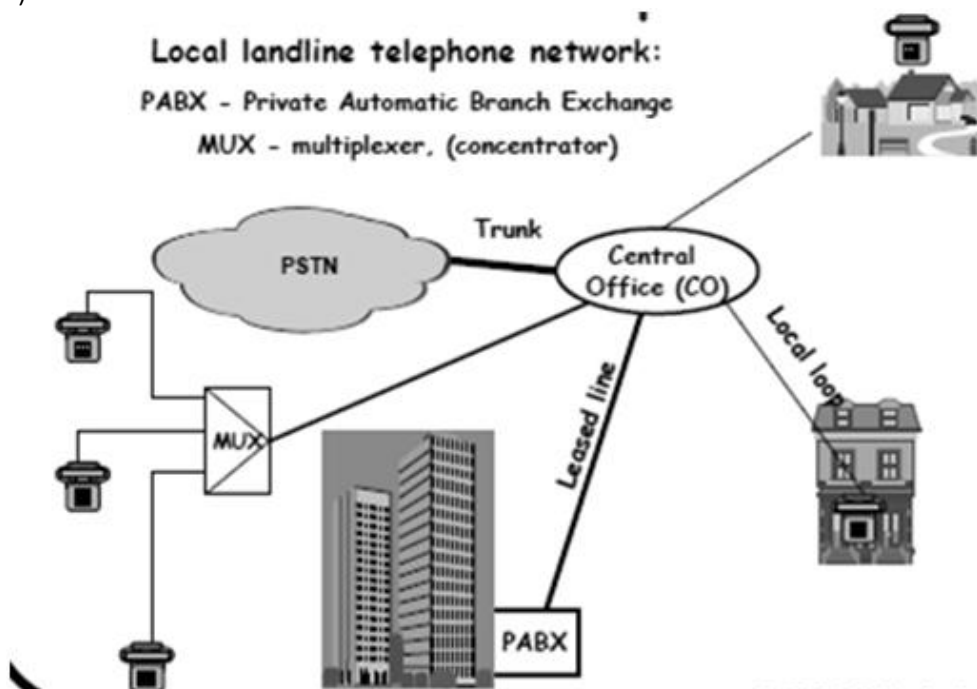 Local landline telephone network:
PABX - Private Automatic Branch Exchange
MUX - multiplexer, (concentrator)
Trunk
PSTN
Central
Office (CO)
Local loop
MUX
Leased line
PABX